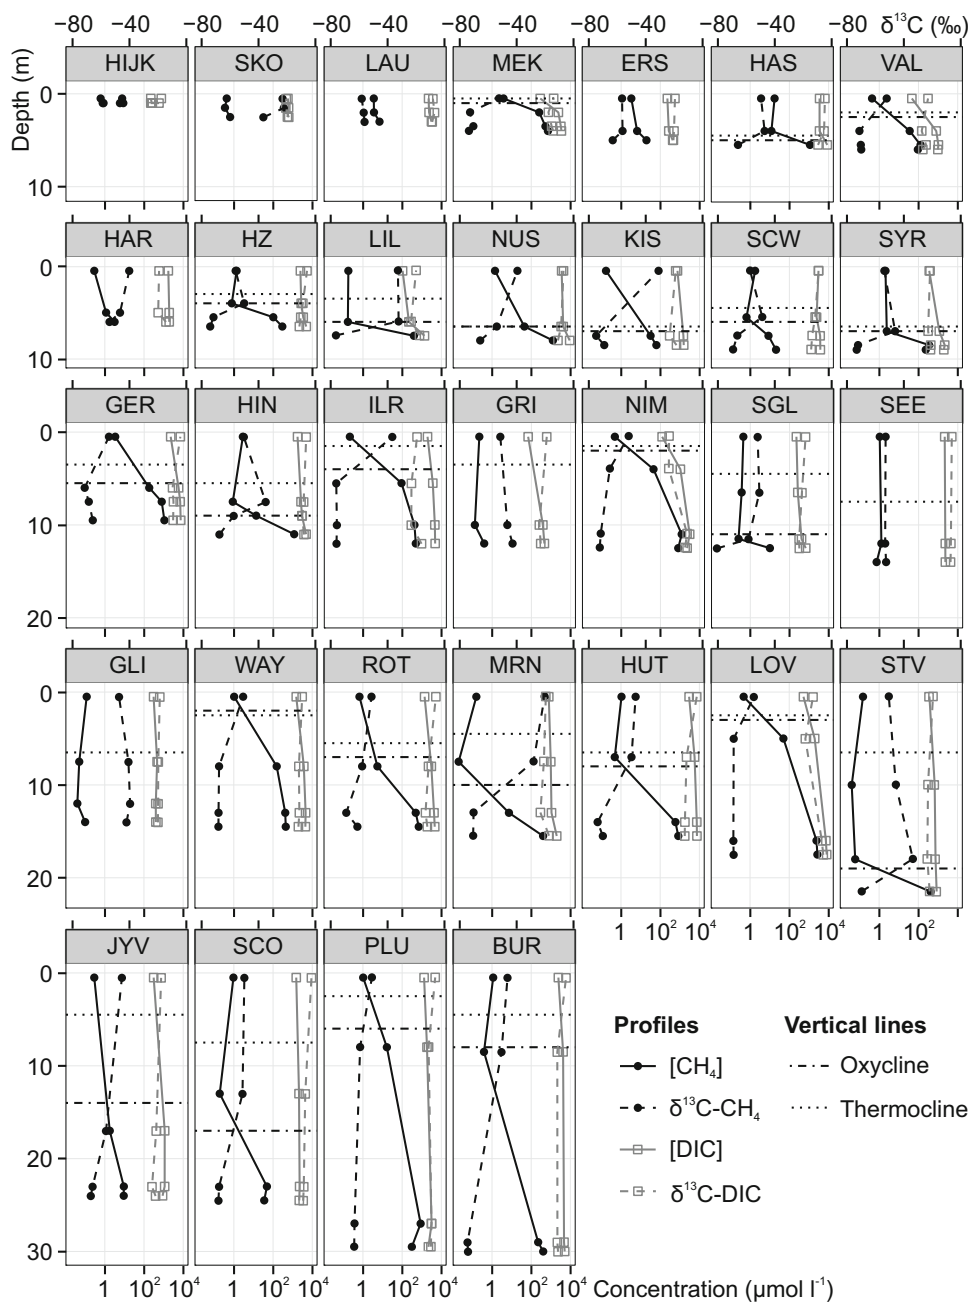 −80 −40 −80 −40 −80 −40 −80 −40 −80 −40 −80 −40 −80 δ¹³C (‰)
HIJK SKO LAU MEK ERS HAS VAL
Depth (m)
0
10
HAR HZ LIL NUS KIS SCW SYR
0
10
GER HIN ILR GRI NIM SGL SEE
0
10
20
GLI WAY ROT MRN HUT LOV STV
0
10
20
1 10² 10⁴ 1 10² 10⁴ 1 10²
JYV SCO PLU BUR
0
10
20
30
Profiles
[CH₄]
δ¹³C-CH₄
[DIC]
δ¹³C-DIC
Vertical lines
Oxycline
Thermocline
1 10² 10⁴ 1 10² 10⁴ 1 10² 10⁴ 1 10² 10⁴ Concentration (µmol l⁻¹)